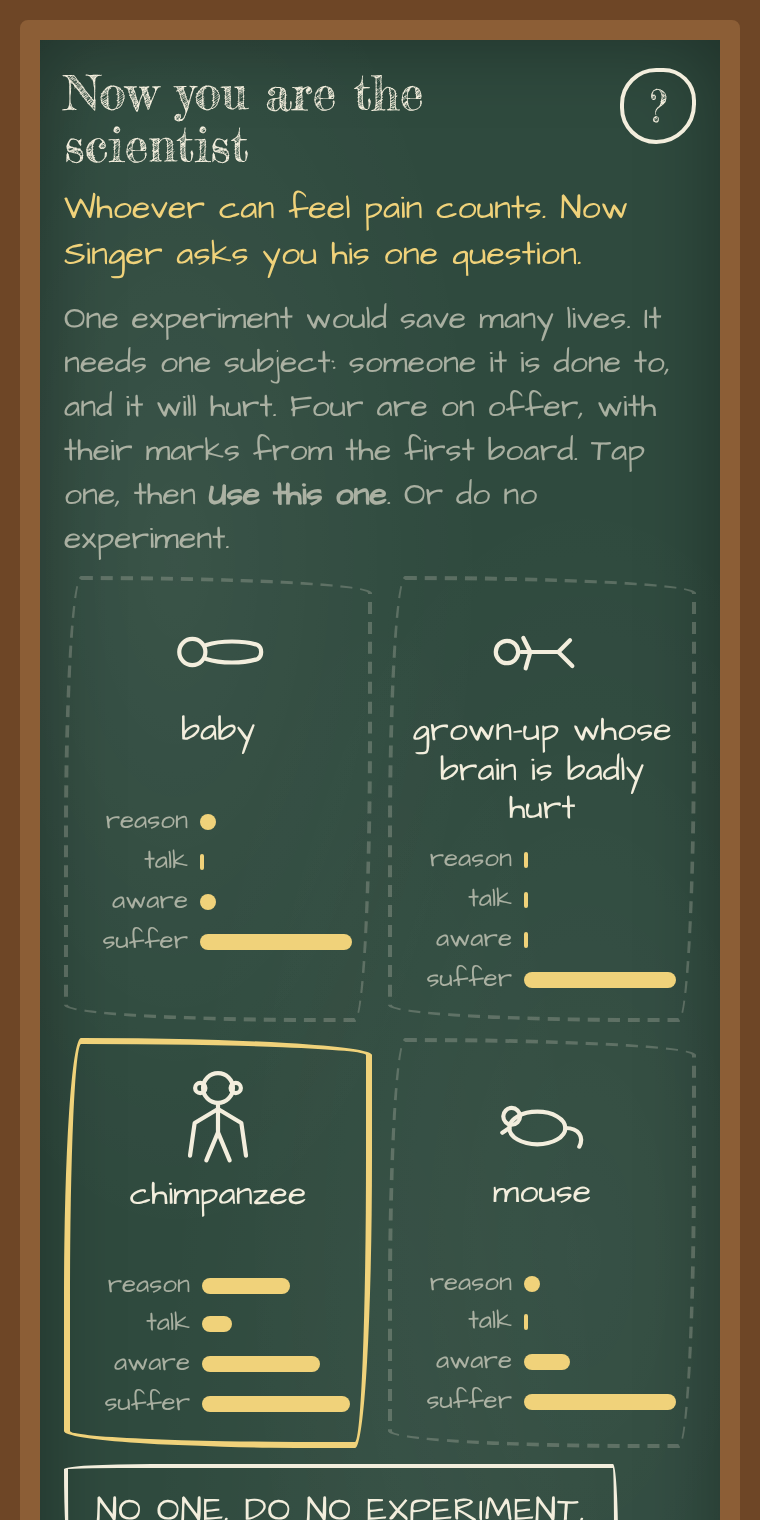 Now you are the
scientist
?
Whoever can feel pain counts. Now
Singer asks you his one question.
One experiment would save many lives. It
needs one subject: someone it is done to,
and it will hurt. Four are on offer, with
their marks from the first board. Tap
one, then Use this one. Or do no
experiment.
baby
reason
talk
aware
suffer
grown-up whose
brain is badly
hurt
reason
talk
aware
suffer
chimpanzee
reason
talk
aware
suffer
mouse
reason
talk
aware
suffer
NO ONE. DO NO EXPERIMENT.